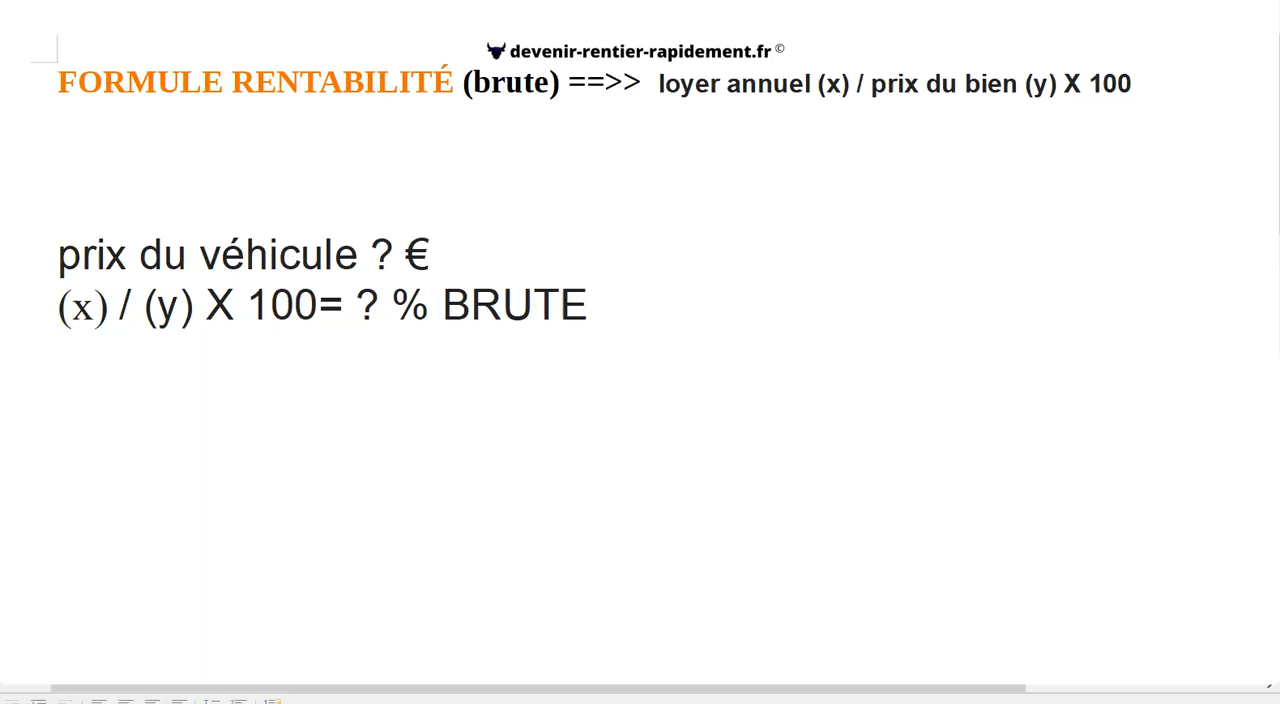 devenir-rentier-rapidement.fr ©
FORMULE RENTABILITÉ (brute) ==>> loyer annuel (x) / prix du bien (y) X 100
prix du véhicule ? €
(x) / (y) X 100= ? % BRUTE